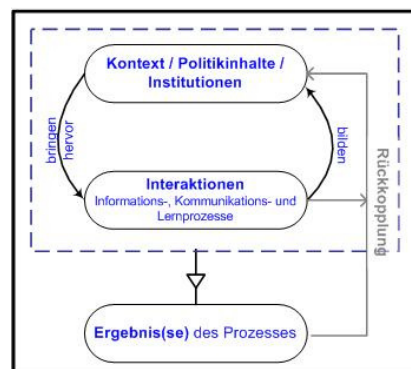 Kontext / Politikinhalte /
Institutionen
bringen
hervor
bilden
Rückkopplung
Interaktionen
Informations-, Kommunikations- und
Lernprozesse
Ergebnis(se) des Prozesses